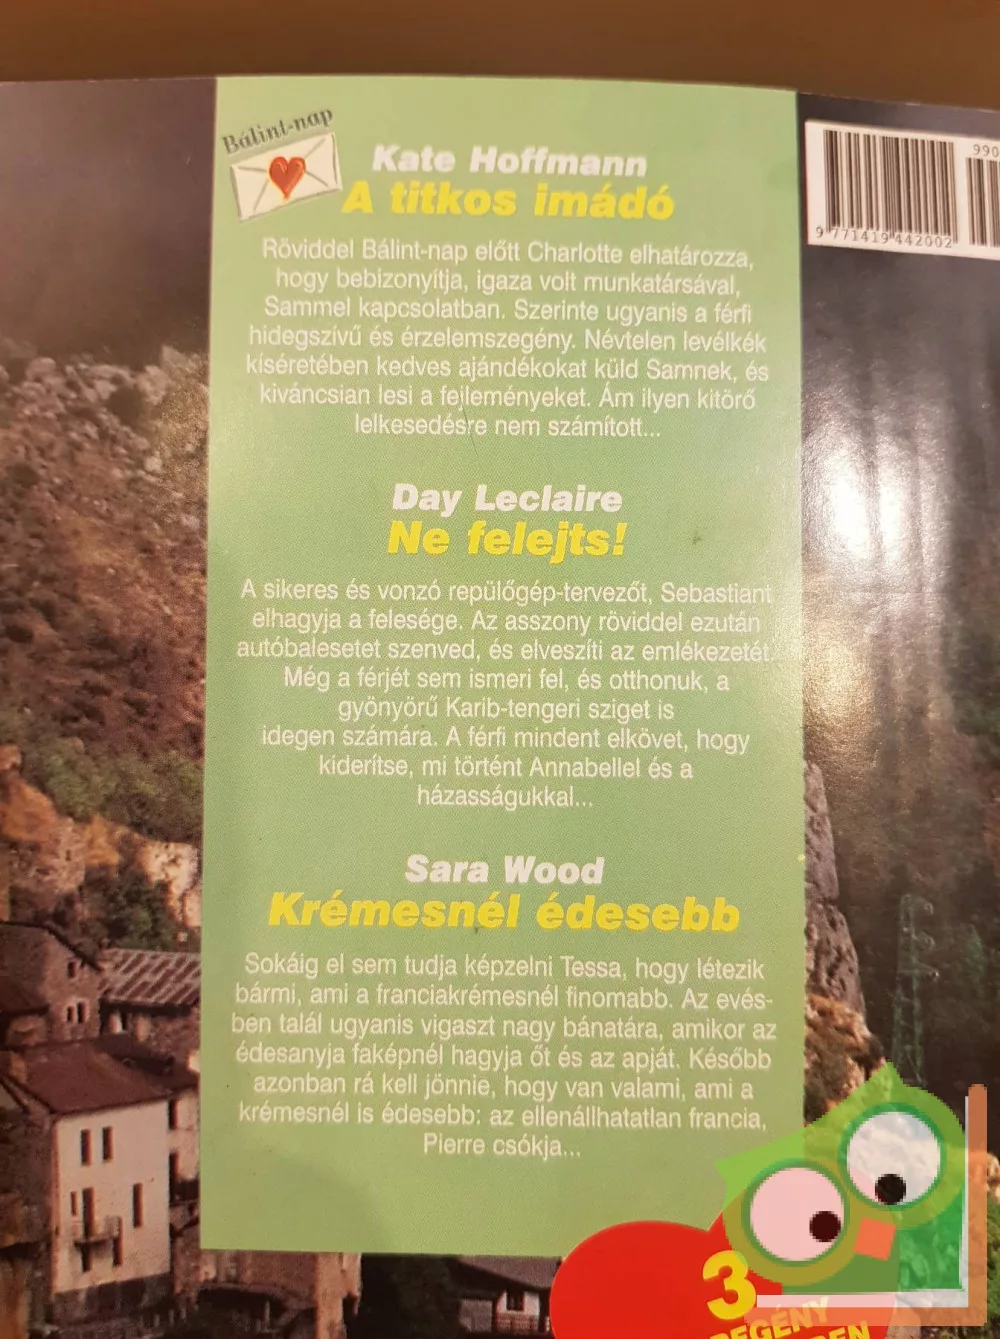 Bálint-nap
Kate Hoffmann
A titkos imádó
Röviddel Bálint-nap előtt Charlotte elhatározza,
hogy bebizonyítja, igaza volt munkatársával,
Sammel kapcsolatban. Szerinte ugyanis a férfi
hidegszívű és érzelemszegény. Névtelen levélkék
kíséretében kedves ajándékokat küld Samnek, és
kíváncsian lesi a fejleményeket. Ám ilyen kitörő
lelkesedésre nem számított...
Day Leclaire
Ne felejts!
A sikeres és vonzó repülőgép-tervezőt, Sebastiant
elhagyja a felesége. Az asszony röviddel ezután
autóbalesetet szenved, és elveszíti az emlékezetét.
Még a férjét sem ismeri fel, és otthonuk, a
gyönyörű Karib-tengeri sziget is
idegen számára. A férfi mindent elkövet, hogy
kiderítse, mi történt Annabellel és a
házasságukkal...
Sara Wood
Krémesnél édesebb
Sokáig el sem tudja képzelni Tessa, hogy létezik
bármi, ami a franciakrémesnél finomabb. Az evés-
ben talál ugyanis vigaszt nagy bánatára, amikor az
édesanyja faképnél hagyja őt és az apját. Később
azonban rá kell jönnie, hogy van valami, ami a
krémesnél is édesebb: az ellenállhatatlan francia,
Pierre csókja...
990
9 771419 442002
3
REGÉNY